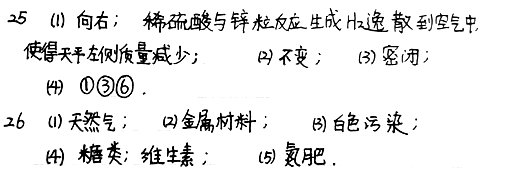 25 (1) 向右； 稀硫酸与锌粒反应生成H2逸散到空气中,
使得天平左侧质量减少； (2) 不变； (3) 密闭；
(4) ①③⑥.
26 (1) 天然气； (2) 金属材料； (3) 白色污染；
(4) 糖类； 维生素； (5) 氮肥.